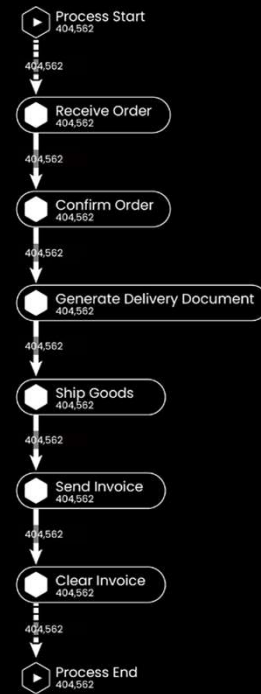 Process Start
404,562
404,562
Receive Order
404,562
404,562
Confirm Order
404,562
404,562
Generate Delivery Document
404,562
404,562
Ship Goods
404,562
404,562
Send Invoice
404,562
404,562
Clear Invoice
404,562
404,562
Process End
404,562